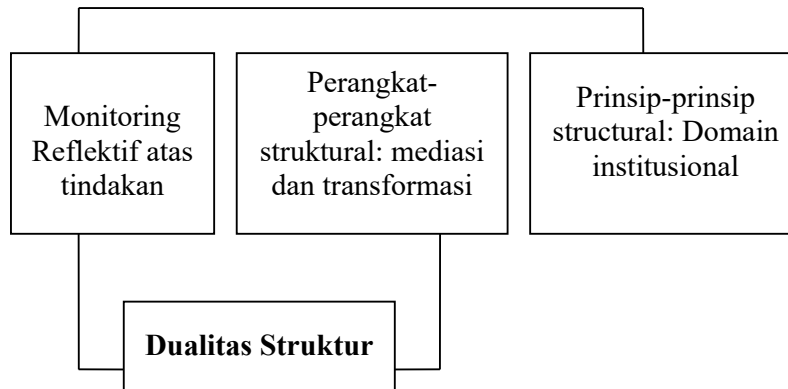 Monitoring
Reflektif atas
tindakan
Perangkat-
perangkat
struktural: mediasi
dan transformasi
Prinsip-prinsip
structural: Domain
institusional
Dualitas Struktur